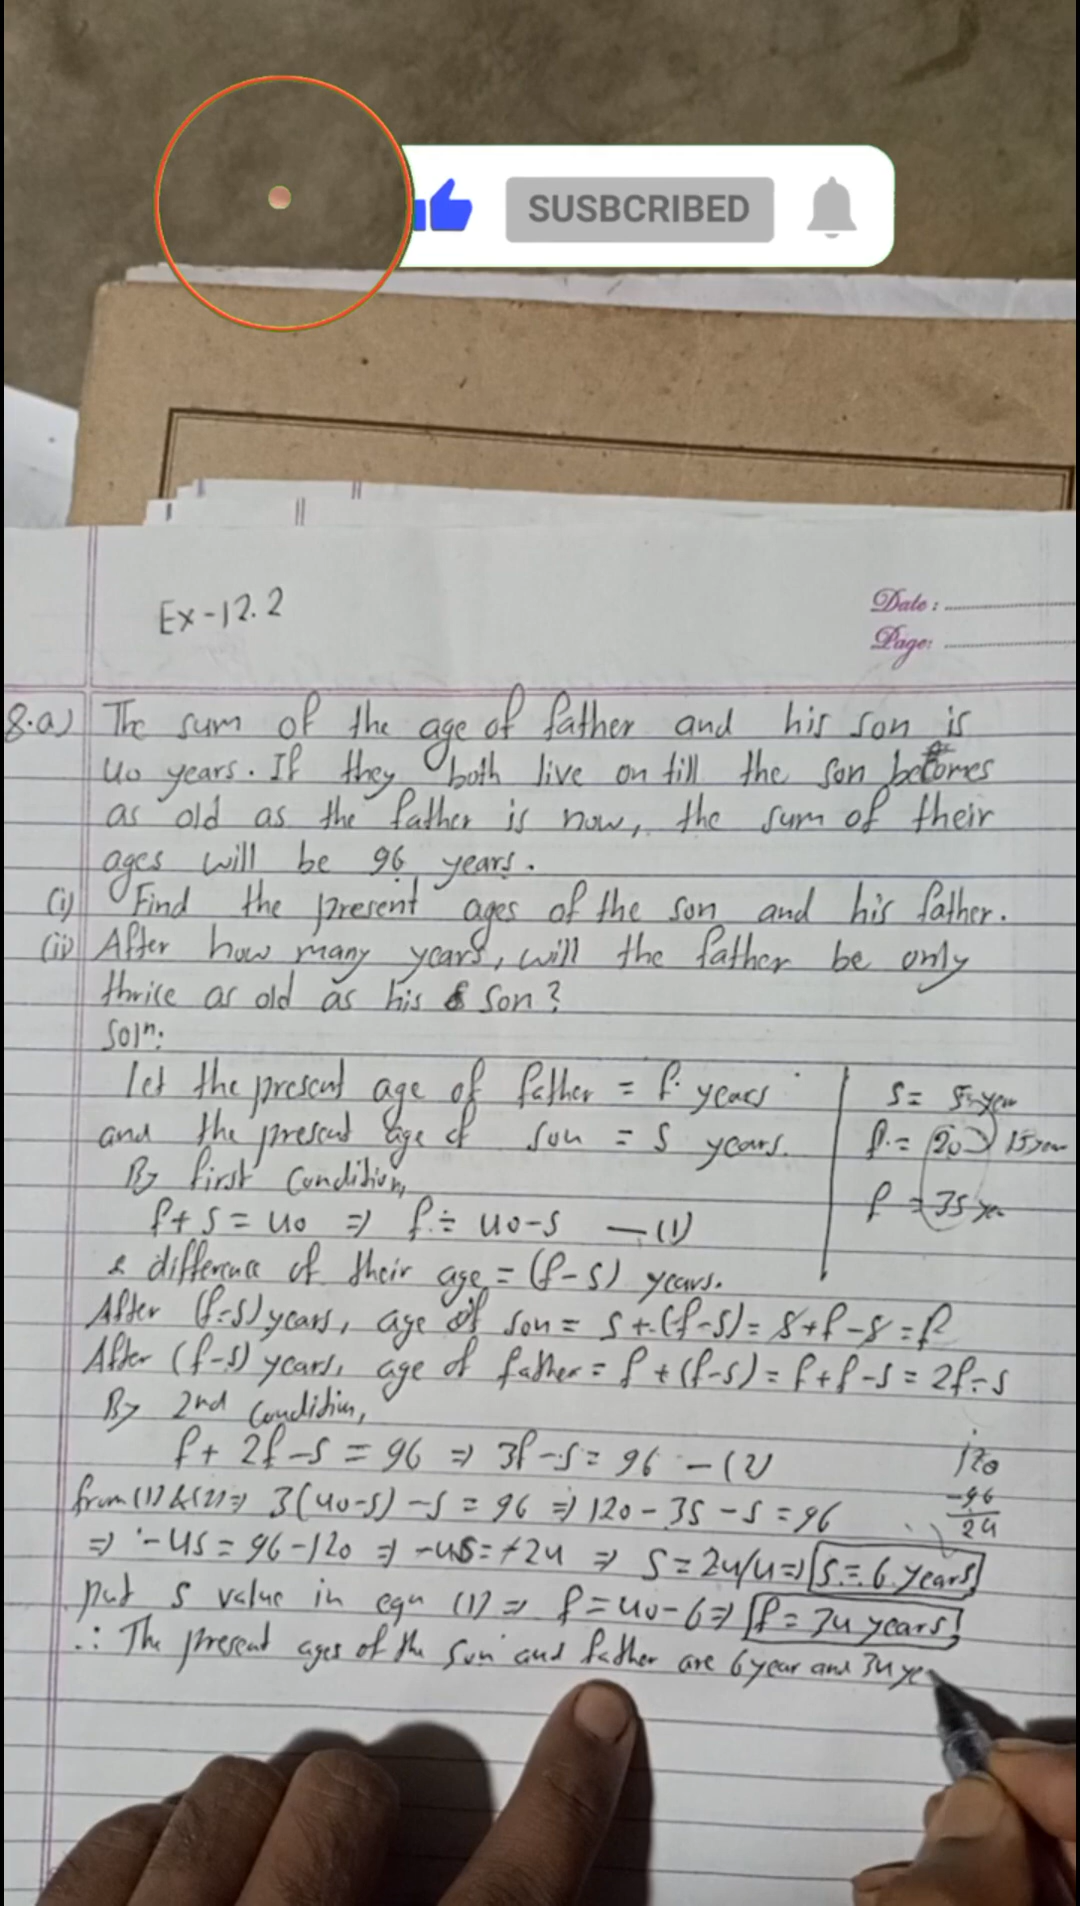 SUSBCRIBED
Ex-12.2
Date:
Page:
8.a) The sum of the age of father and his son is
40 years. If they both live on till the son becomes
as old as the father is now, the sum of their
ages will be 96 years.
(i) Find the present ages of the son and his father.
(ii) After how many years, will the father be only
thrice as old as his son?
Soln:
Let the present age of father = f years
and the present age of son = s years.
By first Condition,
f + s = 40 ⇒ f = 40-s —(1)
& difference of their age = (f-s) years.
After (f-s) years, age of son = s + (f-s) = s+f-s = f
After (f-s) years, age of father = f + (f-s) = f+f-s = 2f-s
By 2nd Condition,
f + 2f - s = 96 ⇒ 3f - s = 96 - (2)
from (1) & (2) ⇒ 3(40-s) - s = 96 ⇒ 120 - 3s - s = 96
⇒ -4s = 96-120 ⇒ -4s = -24 ⇒ s = 24/4 ⇒ s = 6 years
put s value in eqn (1) ⇒ f = 40-6 ⇒ f = 34 years
∴ The present ages of the son and father are 6 year and 34 ye
s = 5 year
f = 20 15 year
f = 35 yr
120
-96
24